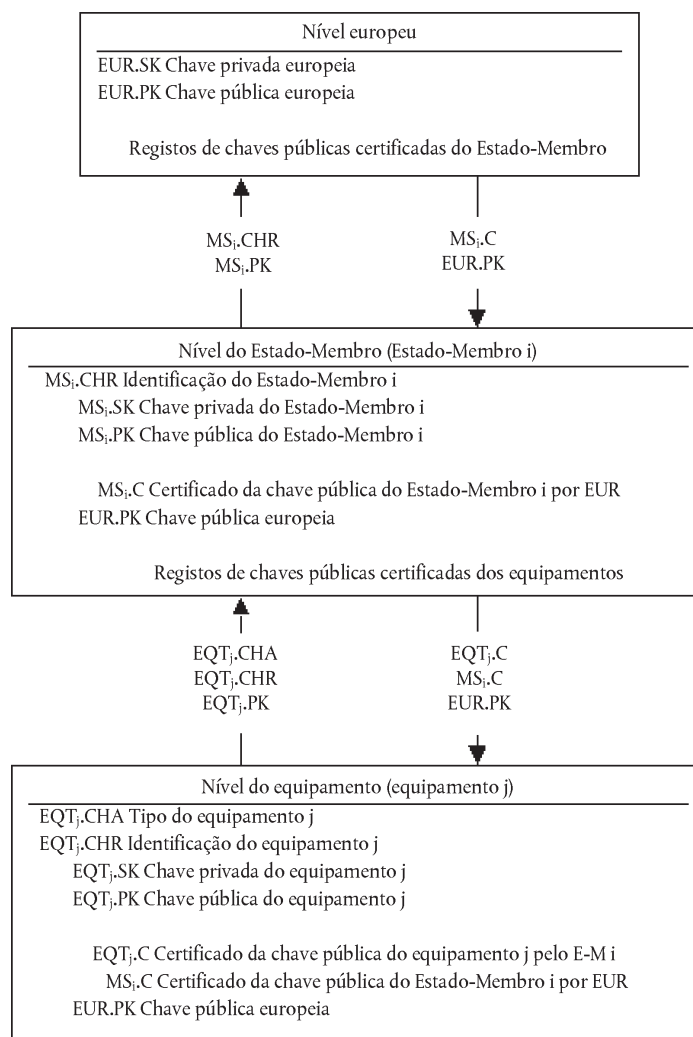 Nível europeu
EUR.SK Chave privada europeia
EUR.PK Chave pública europeia
Registos de chaves públicas certificadas do Estado-Membro
MSi.CHR
MSi.PK
MSi.C
EUR.PK
Nível do Estado-Membro (Estado-Membro i)
MSi.CHR Identificação do Estado-Membro i
MSi.SK Chave privada do Estado-Membro i
MSi.PK Chave pública do Estado-Membro i
MSi.C Certificado da chave pública do Estado-Membro i por EUR
EUR.PK Chave pública europeia
Registos de chaves públicas certificadas dos equipamentos
EQTj.CHA
EQTj.CHR
EQTj.PK
EQTj.C
MSi.C
EUR.PK
Nível do equipamento (equipamento j)
EQTj.CHA Tipo do equipamento j
EQTj.CHR Identificação do equipamento j
EQTj.SK Chave privada do equipamento j
EQTj.PK Chave pública do equipamento j
EQTj.C Certificado da chave pública do equipamento j pelo E-M i
MSi.C Certificado da chave pública do Estado-Membro i por EUR
EUR.PK Chave pública europeia